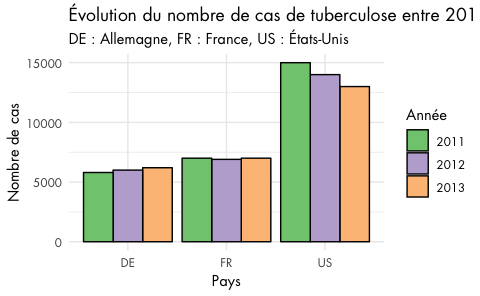 Évolution du nombre de cas de tuberculose entre 201
DE : Allemagne, FR : France, US : États-Unis
15000
10000
5000
0
Nombre de cas
DE FR US
Pays
Année
2011
2012
2013